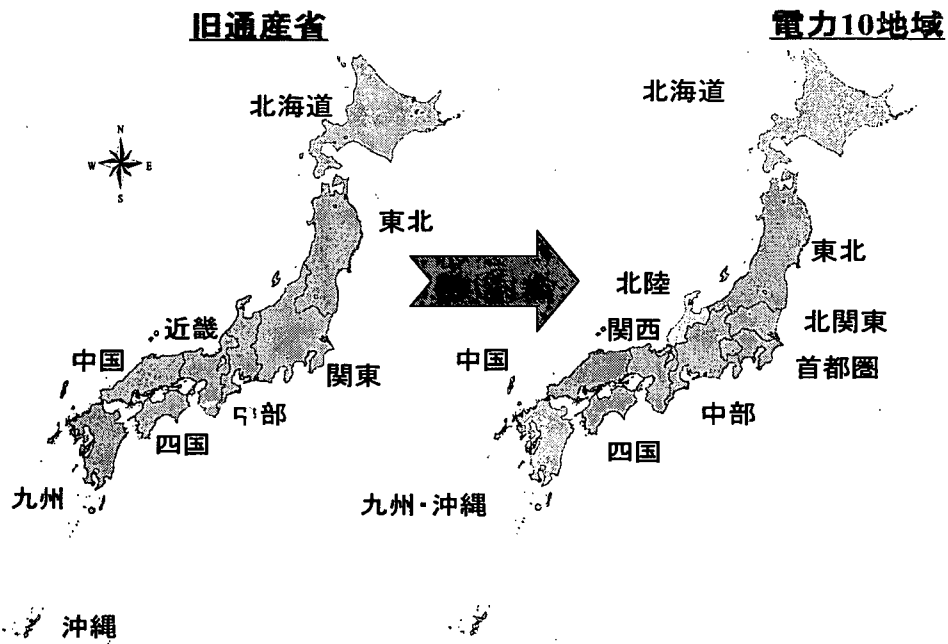 旧通産省
北海道
N
W E
S
東北
近畿
中国
関東
中部
四国
九州
沖縄
電力10地域
北海道
東北
北陸
関西
北関東
中国
首都圏
中部
四国
九州・沖縄